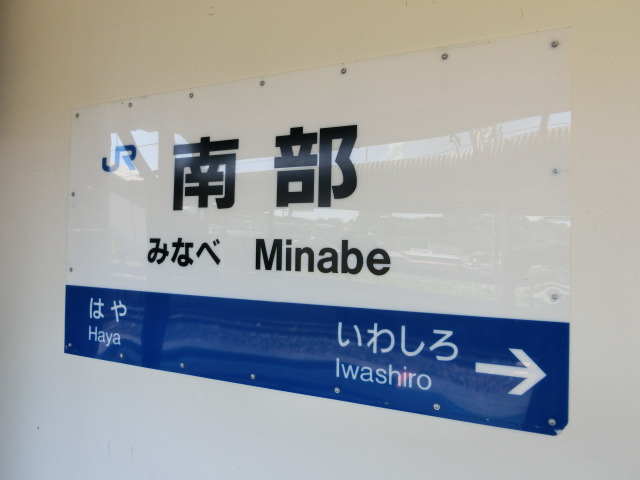 JR 南部
みなべ Minabe
はや
Haya
いわしろ
Iwashiro